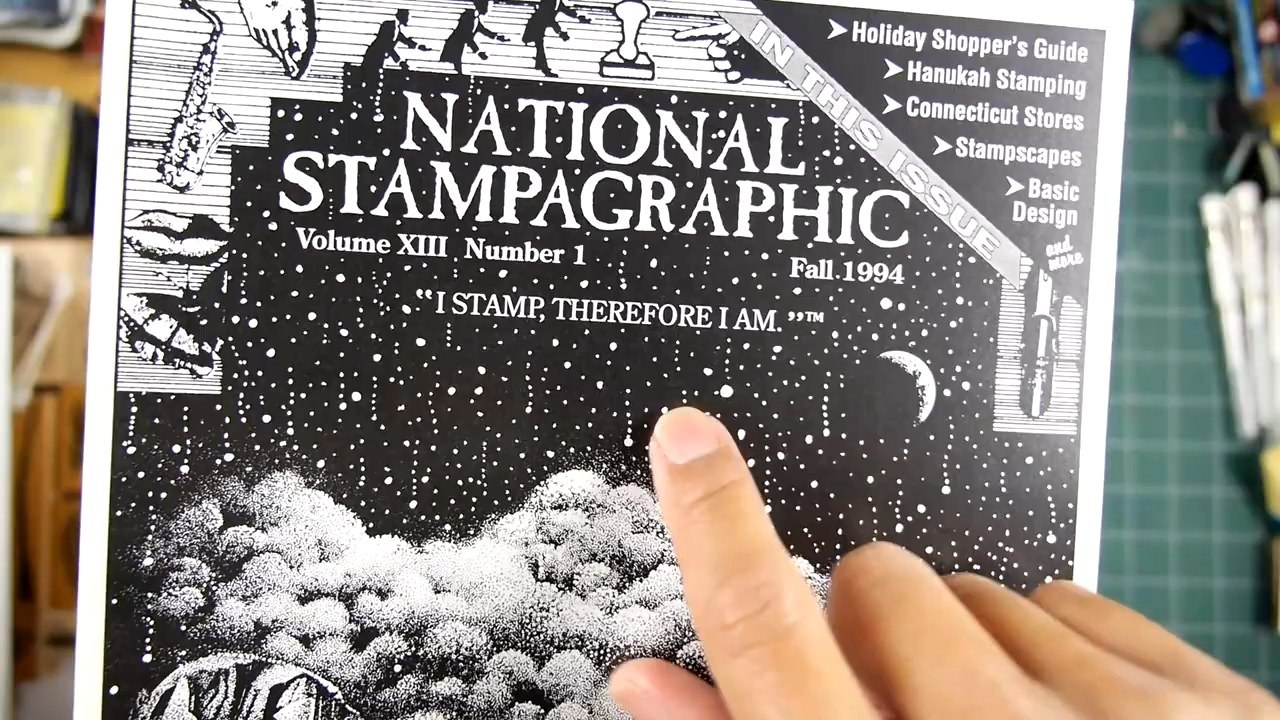 NATIONAL
STAMPAGRAPHIC
Volume XIII Number 1
Fall 1994
“I STAMP, THEREFORE I AM.”™
IN THIS ISSUE
➤Holiday Shopper's Guide
➤Hanukah Stamping
➤Connecticut Stores
➤Stampscapes
➤Basic
Design
and
more